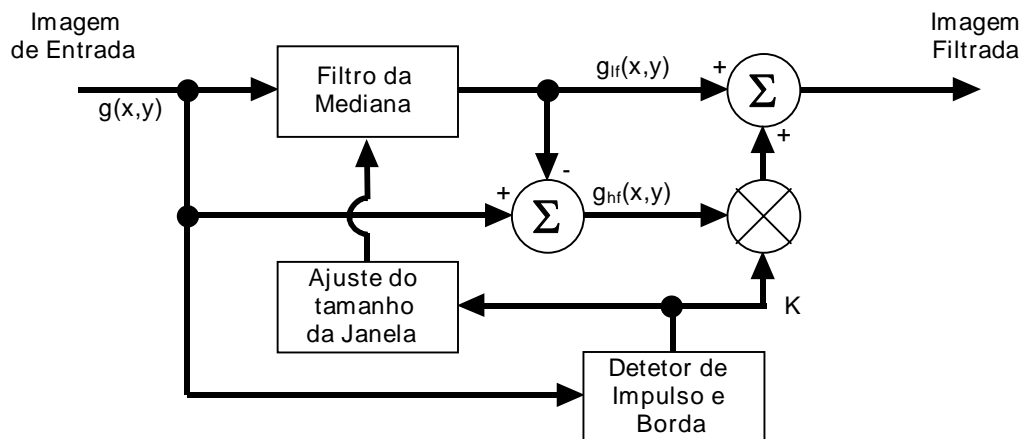 Imagem
de Entrada
Imagem
Filtrada
g(x,y)
Filtro da
Mediana
glf(x,y)
+
Σ
+
-
+
Σ
ghf(x,y)
Ajuste do
tamanho
da Janela
K
Detetor de
Impulso e
Borda